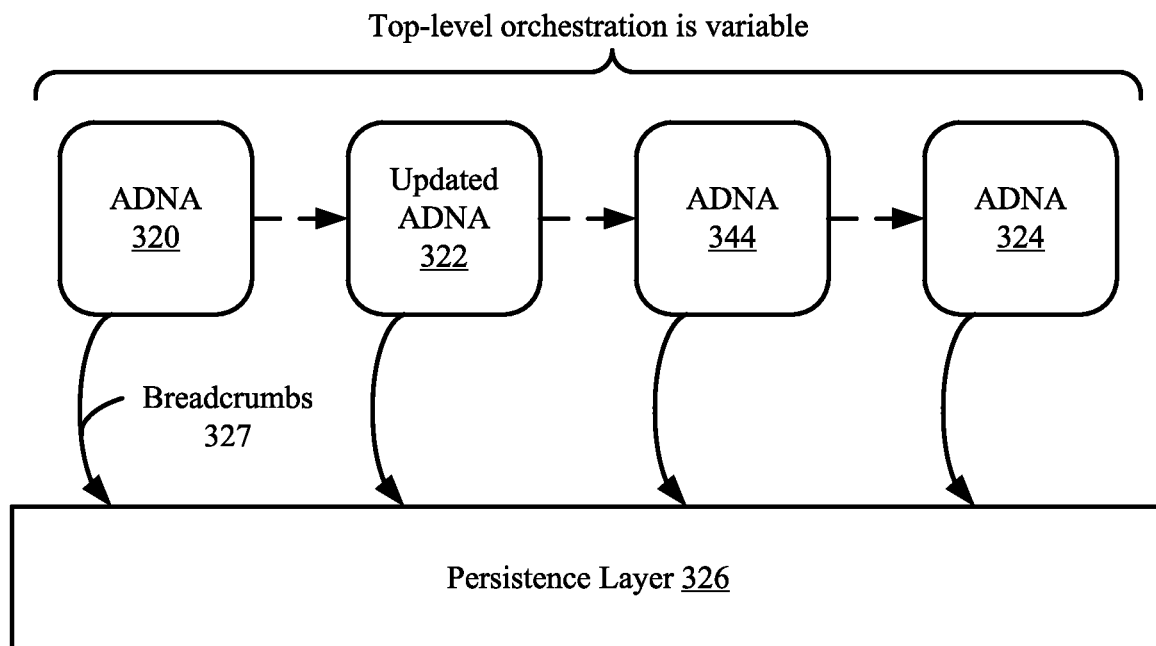 Top-level orchestration is variable
ADNA
320
Updated
ADNA
322
ADNA
344
ADNA
324
Breadcrumbs
327
Persistence Layer 326